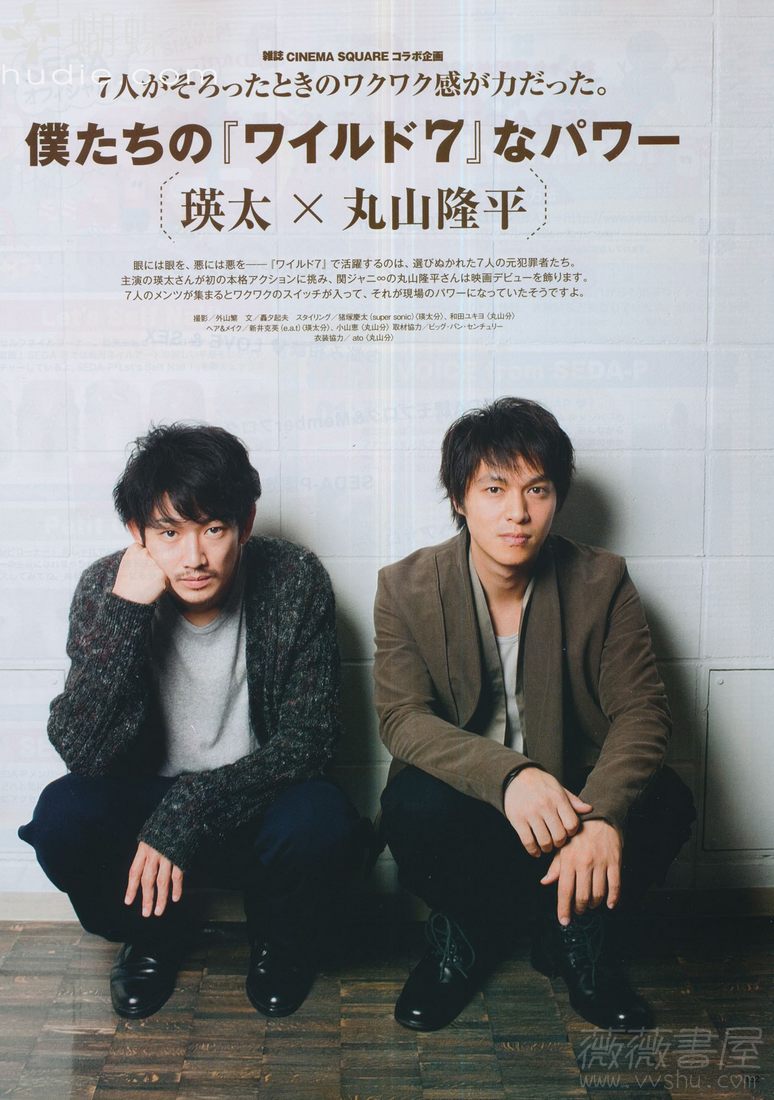 蝴蝶
hudie.com
雑誌 CINEMA SQUARE コラボ企画
7人がそろったときのワクワク感が力だった。
僕たちの『ワイルド7』なパワー
瑛太 × 丸山隆平
眼には眼を、悪には悪を——『ワイルド7』で活躍するのは、選びぬかれた7人の元犯罪者たち。
主演の瑛太さんが初の本格アクションに挑み、関ジャニ∞の丸山隆平さんは映画デビューを飾ります。
7人のメンツが集まるとワクワクのスイッチが入って、それが現場のパワーになっていたそうですよ。
撮影／外山繁 文／轟夕起夫 スタイリング／猪塚慶太(super sonic)〈瑛太分〉、和田ユキヨ〈丸山分〉
ヘア&メイク／新井克英(e.a.t)〈瑛太分〉、小山恵〈丸山分〉 取材協力／ビッグ・バン・センチュリー
衣装協力／ato〈丸山分〉
薇薇書屋
www.vvshu.com